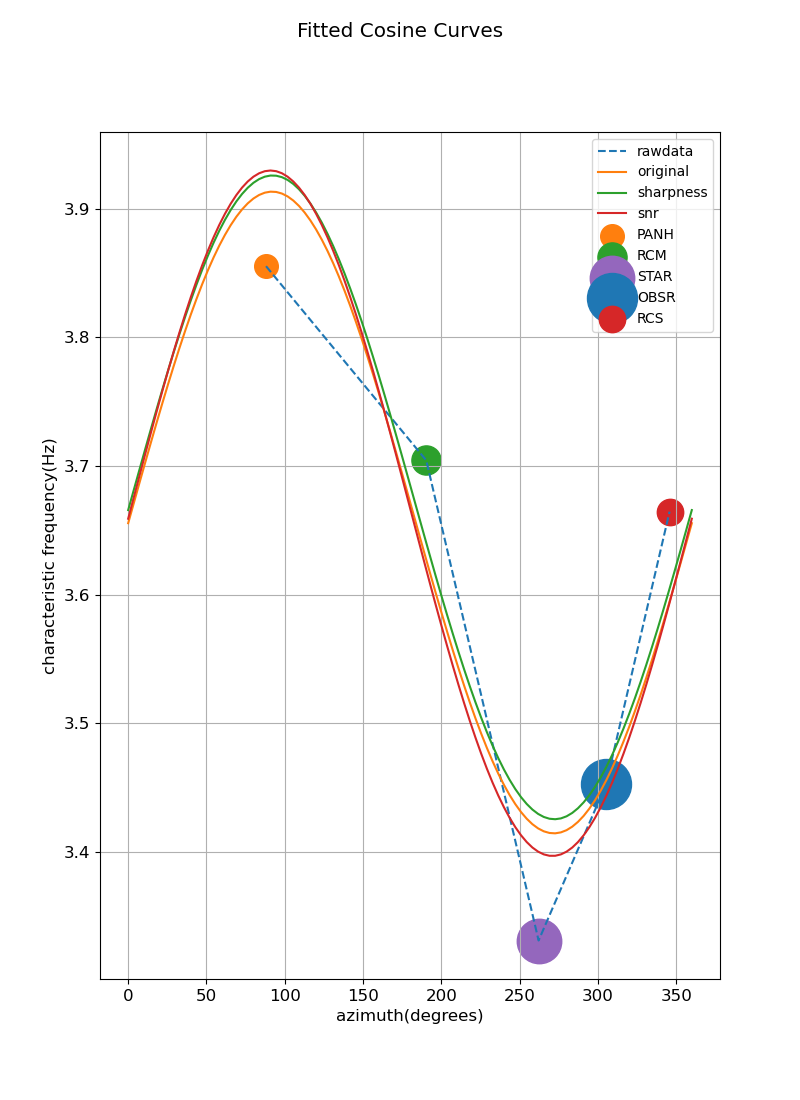 Fitted Cosine Curves
rawdata
original
sharpness
snr
PANH
RCM
STAR
OBSR
RCS
characteristic frequency(Hz)
3.9
3.8
3.7
3.6
3.5
3.4
0 50 100 150 200 250 300 350
azimuth(degrees)